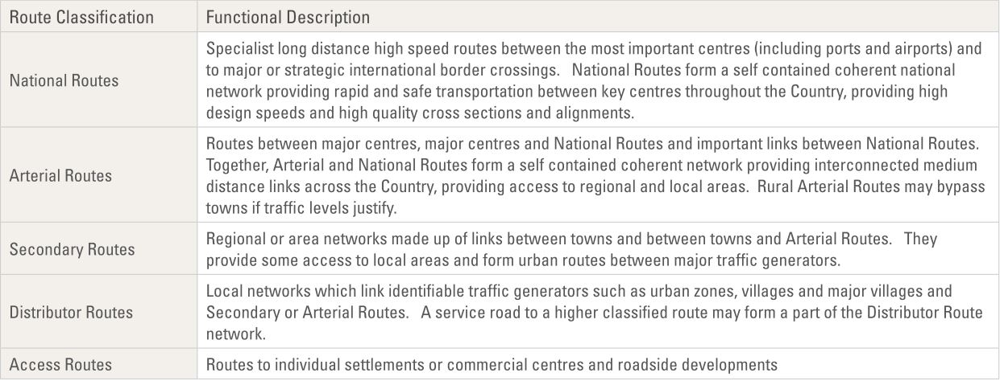 Route Classification
Functional Description
National Routes
Specialist long distance high speed routes between the most important centres (including ports and airports) and
to major or strategic international border crossings.   National Routes form a self contained coherent national
network providing rapid and safe transportation between key centres throughout the Country, providing high
design speeds and high quality cross sections and alignments.
Arterial Routes
Routes between major centres, major centres and National Routes and important links between National Routes.
Together, Arterial and National Routes form a self contained coherent network providing interconnected medium
distance links across the Country, providing access to regional and local areas.  Rural Arterial Routes may bypass
towns if traffic levels justify.
Secondary Routes
Regional or area networks made up of links between towns and between towns and Arterial Routes.   They
provide some access to local areas and form urban routes between major traffic generators.
Distributor Routes
Local networks which link identifiable traffic generators such as urban zones, villages and major villages and
Secondary or Arterial Routes.   A service road to a higher classified route may form a part of the Distributor Route
network.
Access Routes
Routes to individual settlements or commercial centres and roadside developments